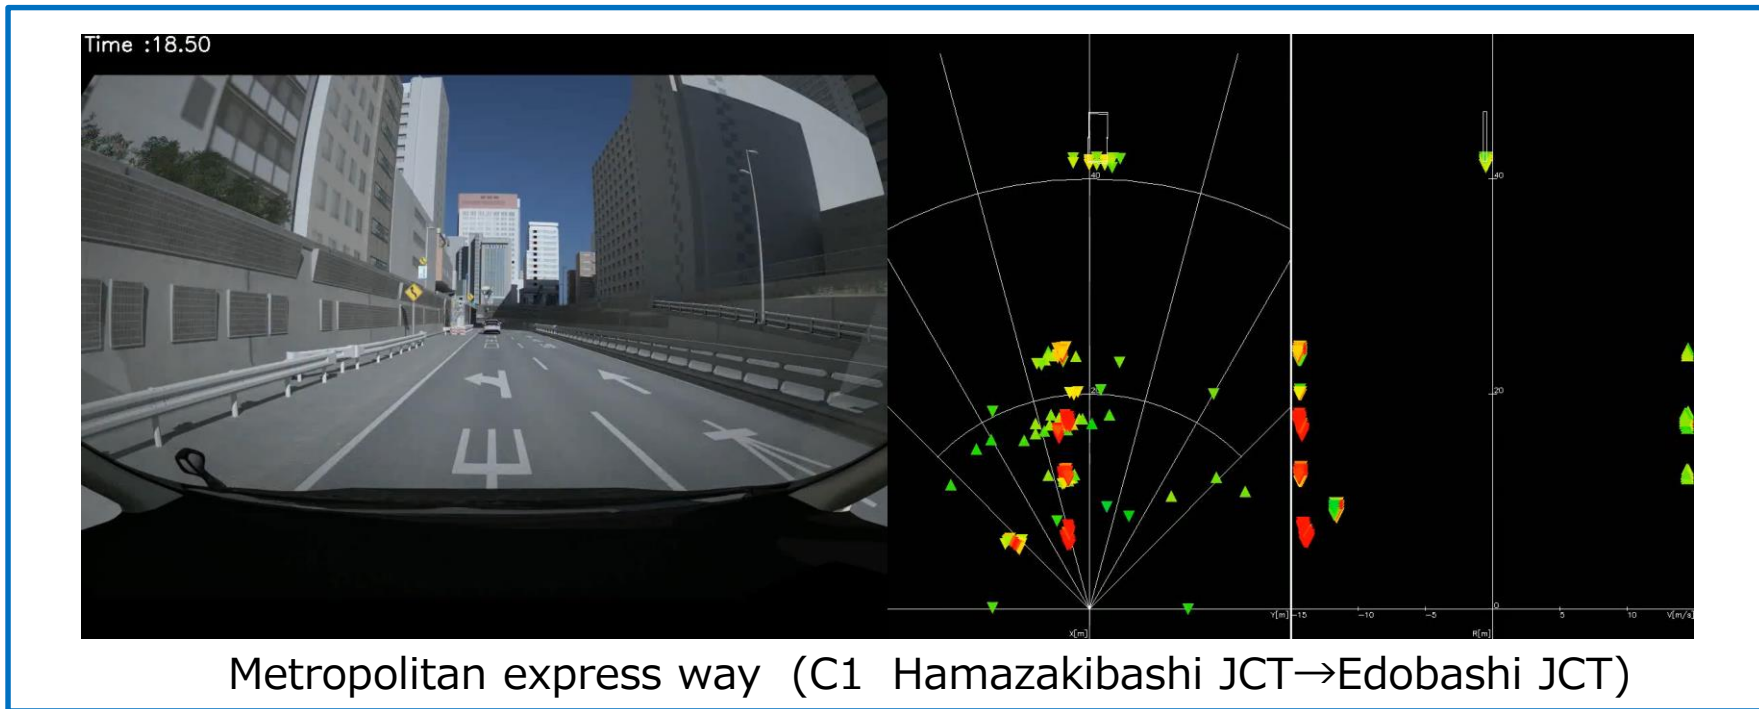 Time :18.50
40
40
20
20
Y[m]
-15
-10
-5
0
5
10
V[m/s]
X[m]
R[m]
Metropolitan express way (C1 Hamazakibashi JCT→Edobashi JCT)